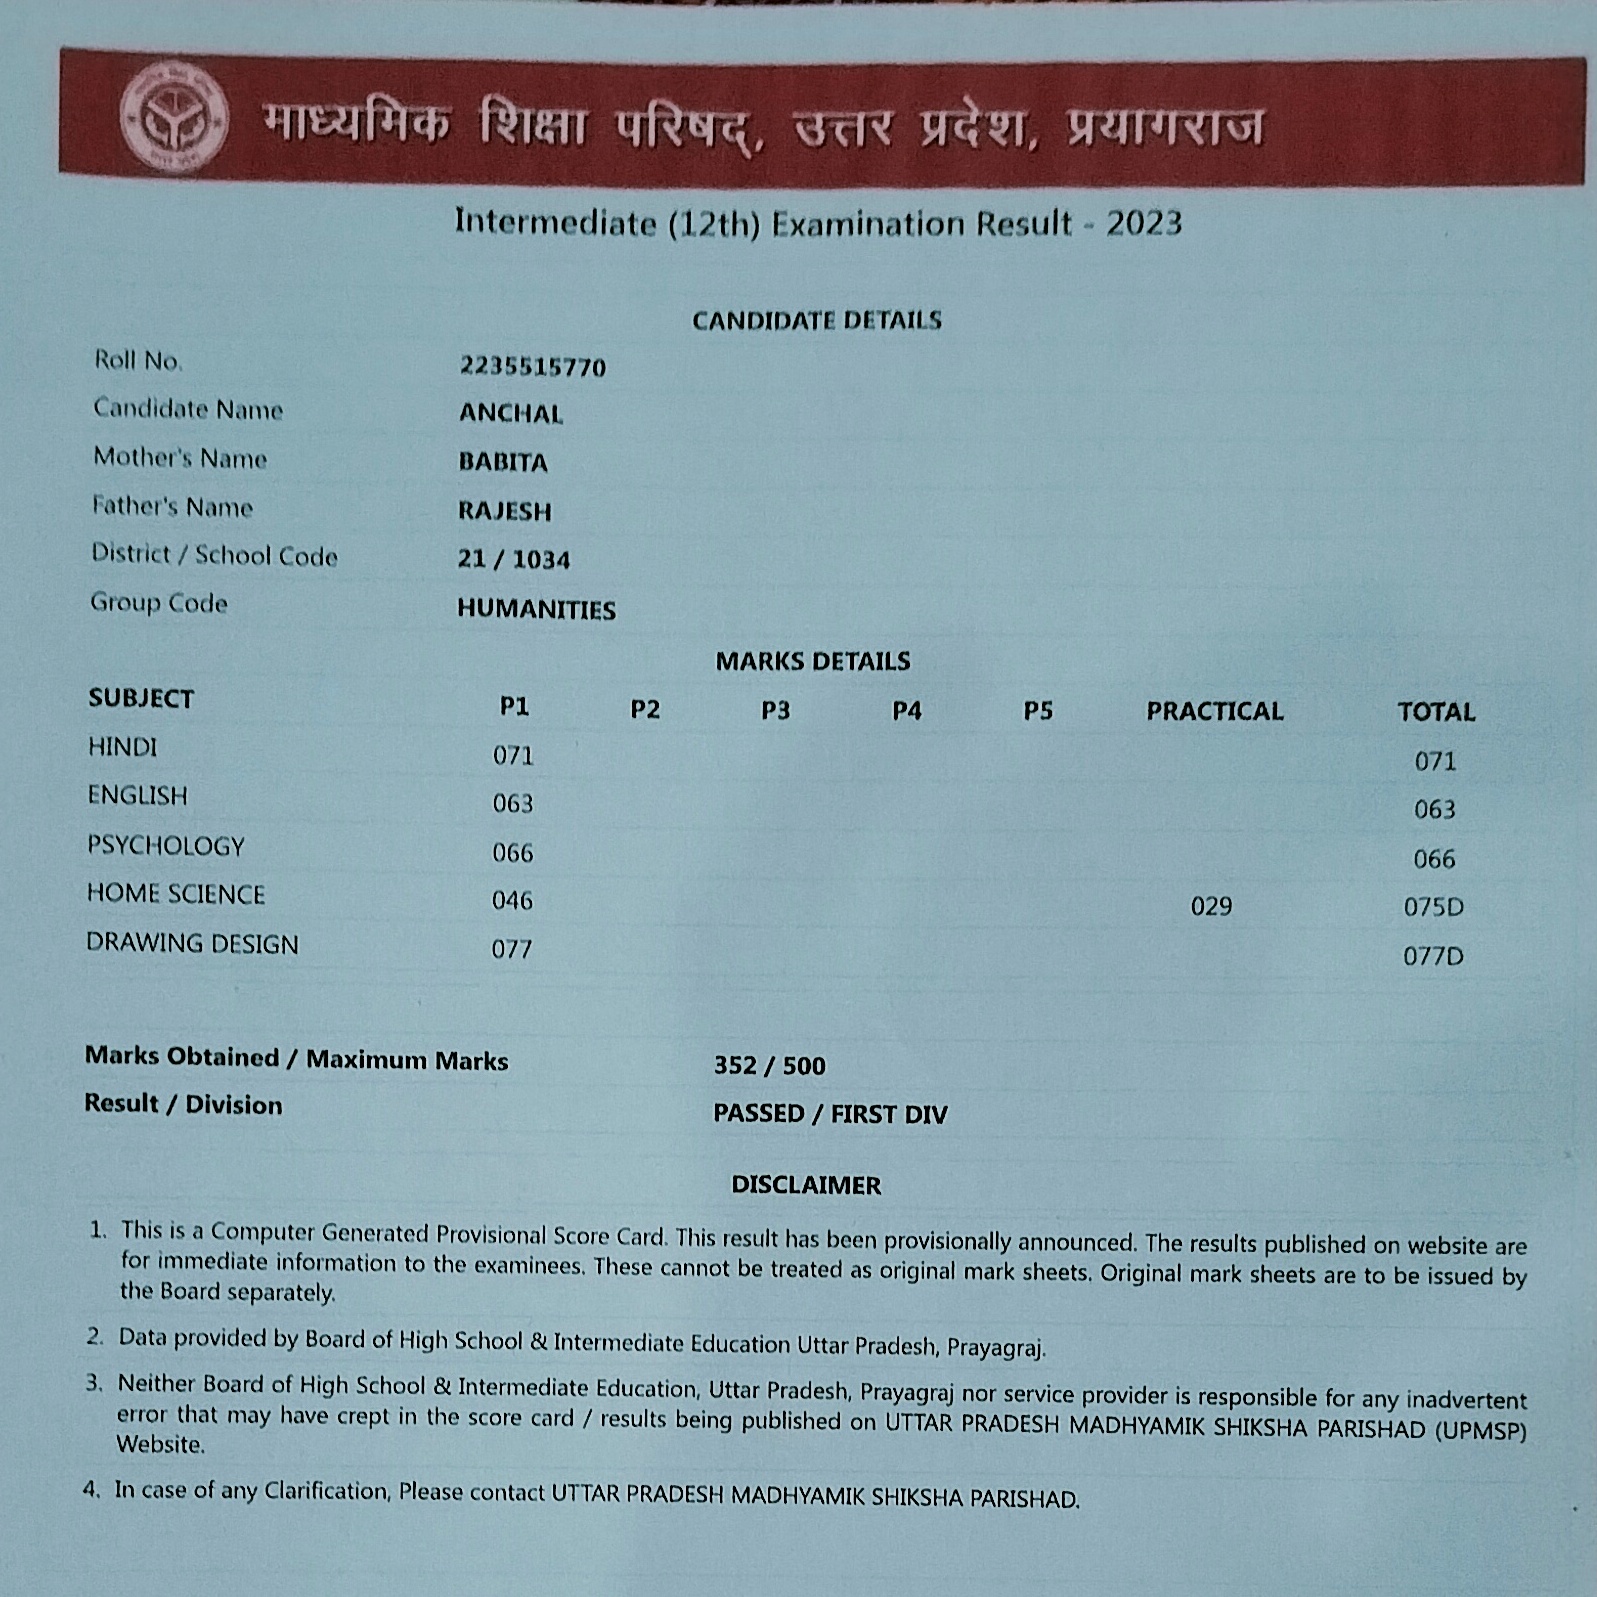 माध्यमिक शिक्षा परिषद्, उत्तर प्रदेश, प्रयागराज
Intermediate (12th) Examination Result - 2023
CANDIDATE DETAILS
Roll No. 2235515770
Candidate Name ANCHAL
Mother's Name BABITA
Father's Name RAJESH
District / School Code 21 / 1034
Group Code HUMANITIES
MARKS DETAILS
SUBJECT P1 P2 P3 P4 P5 PRACTICAL TOTAL
HINDI 071 071
ENGLISH 063 063
PSYCHOLOGY 066 066
HOME SCIENCE 046 029 075D
DRAWING DESIGN 077 077D
Marks Obtained / Maximum Marks 352 / 500
Result / Division PASSED / FIRST DIV
DISCLAIMER
1. This is a Computer Generated Provisional Score Card. This result has been provisionally announced. The results published on website are
for immediate information to the examinees. These cannot be treated as original mark sheets. Original mark sheets are to be issued by
the Board separately.
2. Data provided by Board of High School & Intermediate Education Uttar Pradesh, Prayagraj.
3. Neither Board of High School & Intermediate Education, Uttar Pradesh, Prayagraj nor service provider is responsible for any inadvertent
error that may have crept in the score card / results being published on UTTAR PRADESH MADHYAMIK SHIKSHA PARISHAD (UPMSP)
Website.
4. In case of any Clarification, Please contact UTTAR PRADESH MADHYAMIK SHIKSHA PARISHAD.